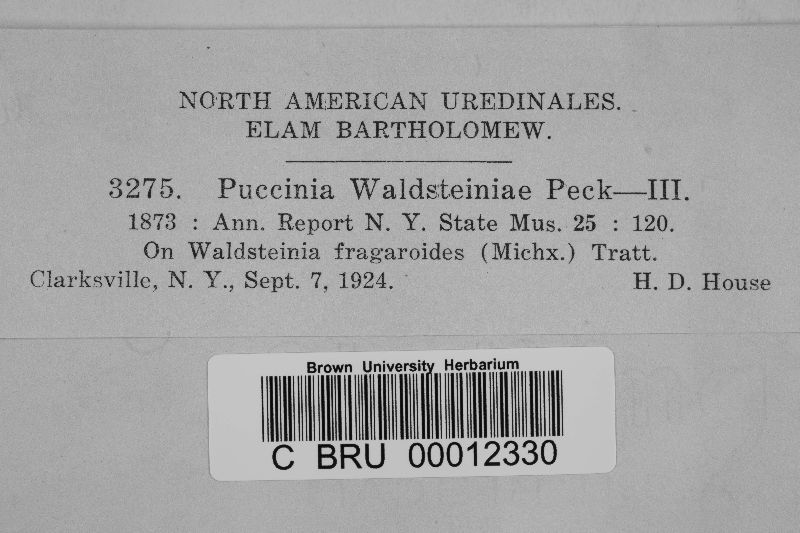 NORTH AMERICAN UREDINALES.
ELAM BARTHOLOMEW.
3275. Puccinia Waldsteiniae Peck—III.
1873 : Ann. Report N. Y. State Mus. 25 : 120.
On Waldsteinia fragaroides (Michx.) Tratt.
Clarksville, N. Y., Sept. 7, 1924. H. D. House
Brown University Herbarium
C BRU 00012330